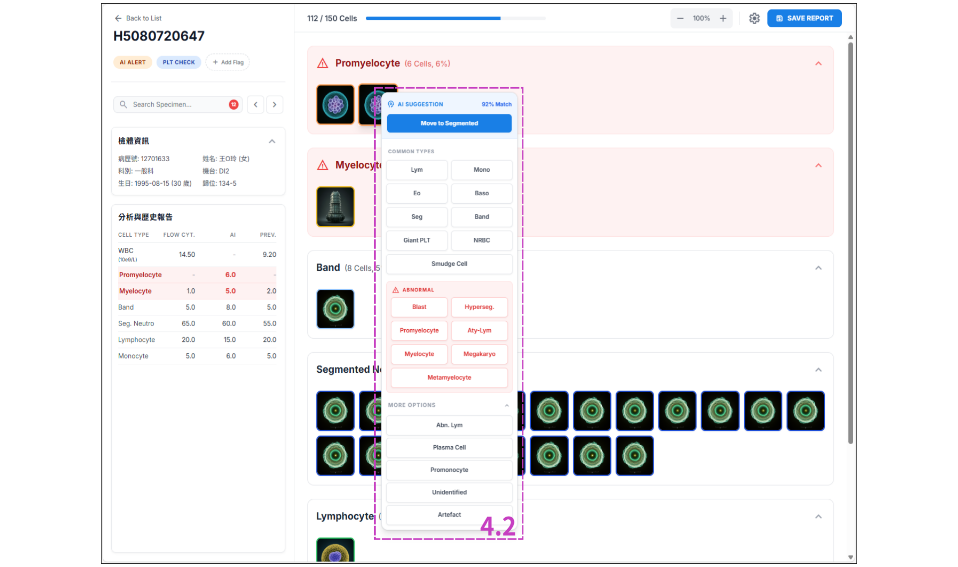 Back to List
H5080720647
AI ALERT PLT CHECK + Add Flag
Search Specimen... 12
檢體資訊
病歷號: 12701633 姓名: 王O玲 (女)
科別: 一般科 機台: DI2
生日: 1995-08-15 (30 歲) 歸位: 134-5
分析與歷史報告
CELL TYPE FLOW CYT. AI PREV.
WBC 14.50 - 9.20
(10e9/L)
Promyelocyte - 6.0 -
Myelocyte 1.0 5.0 2.0
Band 5.0 8.0 5.0
Seg. Neutro 65.0 60.0 55.0
Lymphocyte 20.0 15.0 20.0
Monocyte 5.0 6.0 5.0
112 / 150 Cells
− 100% +
SAVE REPORT
Promyelocyte (6 Cells, 6%)
Myelocyte
Band (8 Cells, 5
Segmented Ne
Lymphocyte (
AI SUGGESTION 92% Match
Move to Segmented
COMMON TYPES
Lym Mono
Eo Baso
Seg Band
Giant PLT NRBC
Smudge Cell
ABNORMAL
Blast Hyperseg.
Promyelocyte Aty-Lym
Myelocyte Megakaryo
Metamyelocyte
MORE OPTIONS
Abn. Lym
Plasma Cell
Promonocyte
Unidentified
Artefact
4.2